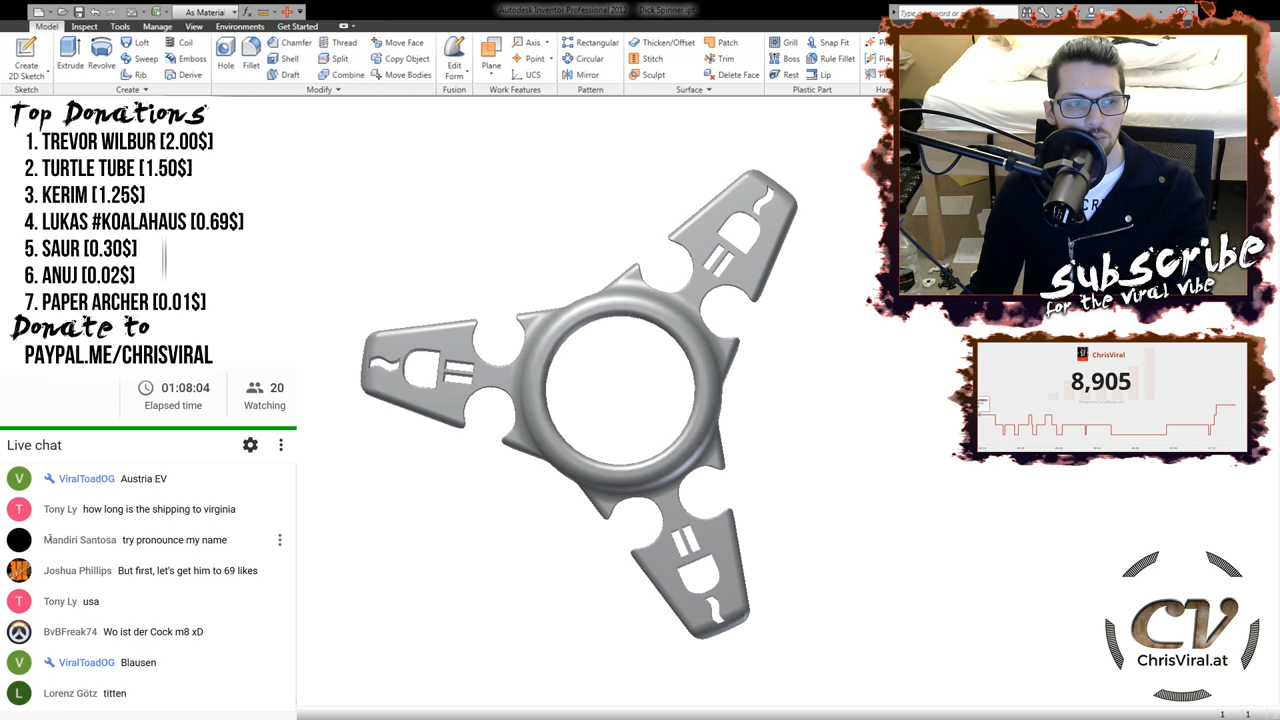 Autodesk Inventor Professional 2012 Dick Spinner.ipt
As Material
Type a keyword or phrase
Model Inspect Tools Manage View Environments Get Started
Create 2D Sketch
Extrude Revolve
Loft Coil
Sweep Emboss
Rib Derive
Hole Fillet
Chamfer Thread Move Face
Shell Split Copy Object
Draft Combine Move Bodies
Edit Form
Plane
Axis
Point
UCS
Rectangular
Circular
Mirror
Thicken/Offset Patch
Stitch Trim
Sculpt Delete Face
Grill Snap Fit
Boss Rule Fillet
Rest Lip
Sketch Create Modify Fusion Work Features Pattern Surface Plastic Part
Top Donations
1. TREVOR WILBUR [2.00$]
2. TURTLE TUBE [1.50$]
3. KERIM [1.25$]
4. LUKAS #KOALAHAUS [0.69$]
5. SAUR [0.30$]
6. ANUJ [0.02$]
7. PAPER ARCHER [0.01$]
Donate to
PAYPAL.ME/CHRISVIRAL
01:08:04 20
Elapsed time Watching
Live chat
V ViralToadOG Austria EV
T Tony Ly how long is the shipping to virginia
Mandiri Santosa try pronounce my name
Joshua Phillips But first, let's get him to 69 likes
T Tony Ly usa
BvBFreak74 Wo ist der Cock m8 xD
V ViralToadOG Blausen
L Lorenz Götz titten
subscribe
for the viral vibe
ChrisViral
8,905
CV
ChrisViral.at
1 1